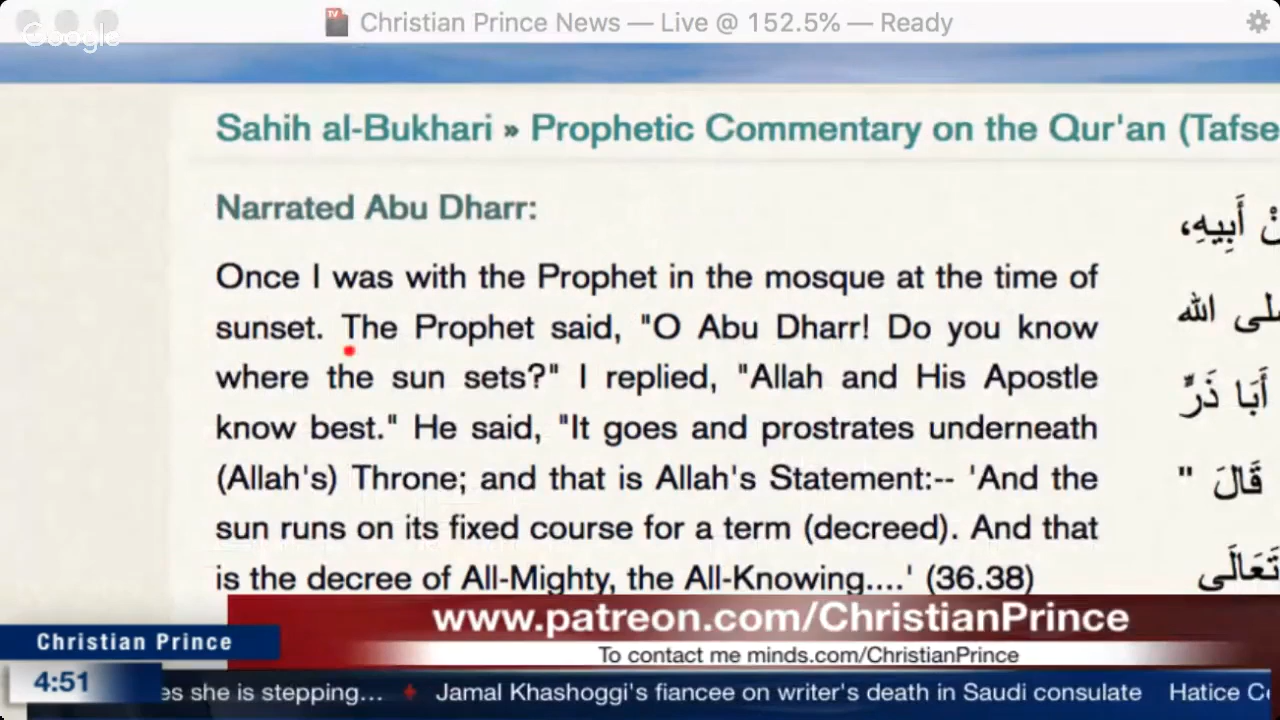 Christian Prince News — Live @ 152.5% — Ready
Google
Sahih al-Bukhari » Prophetic Commentary on the Qur'an (Tafse
Narrated Abu Dharr:
Once I was with the Prophet in the mosque at the time of
sunset. The Prophet said, "O Abu Dharr! Do you know
where the sun sets?" I replied, "Allah and His Apostle
know best." He said, "It goes and prostrates underneath
(Allah's) Throne; and that is Allah's Statement:-- 'And the
sun runs on its fixed course for a term (decreed). And that
is the decree of All-Mighty, the All-Knowing....' (36.38)
نْ أَبِيهِ،
صلى الله
أَبَا ذَرٍّ
قَالَ "
تَعَالَى
www.patreon.com/ChristianPrince
Christian Prince
To contact me minds.com/ChristianPrince
4:51
es she is stepping... Jamal Khashoggi's fiancee on writer's death in Saudi consulate Hatice C